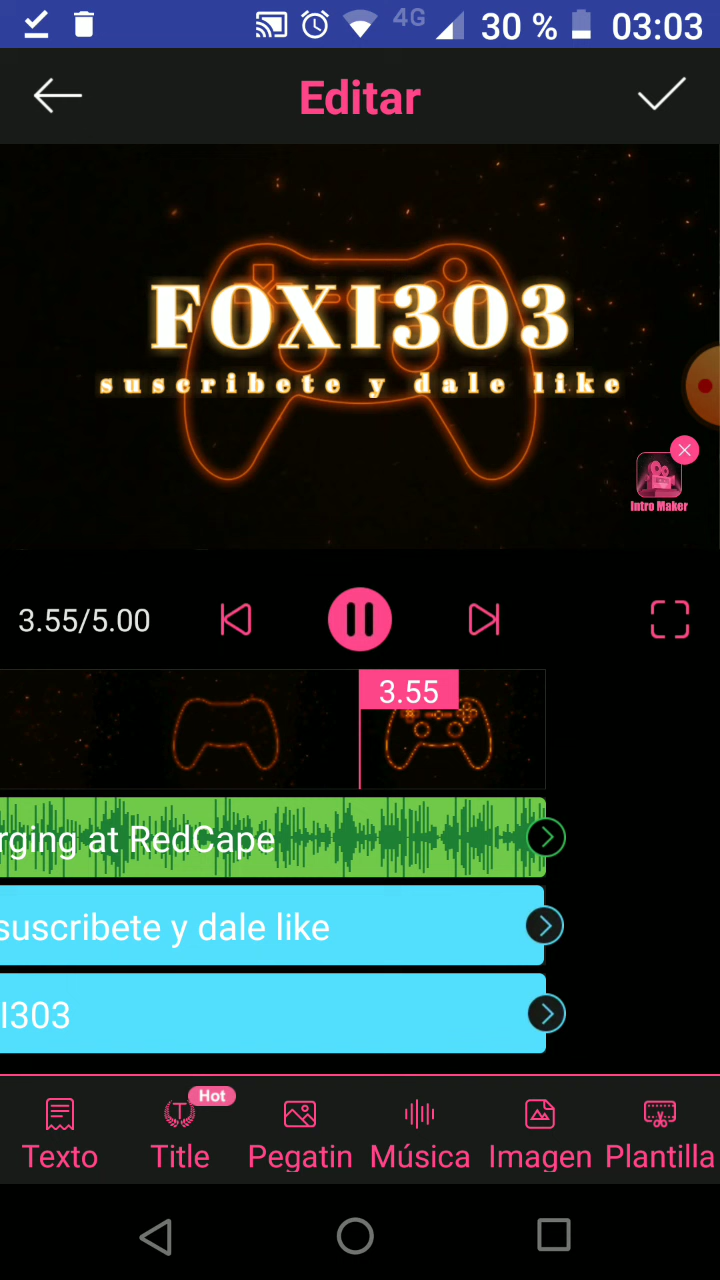 4G 30 % 03:03
Editar
FOXI303
suscribete y dale like
Intro Maker
3.55/5.00
3.55
rging at RedCape
suscribete y dale like
I303
Hot
Texto Title Pegatin Música Imagen Plantilla